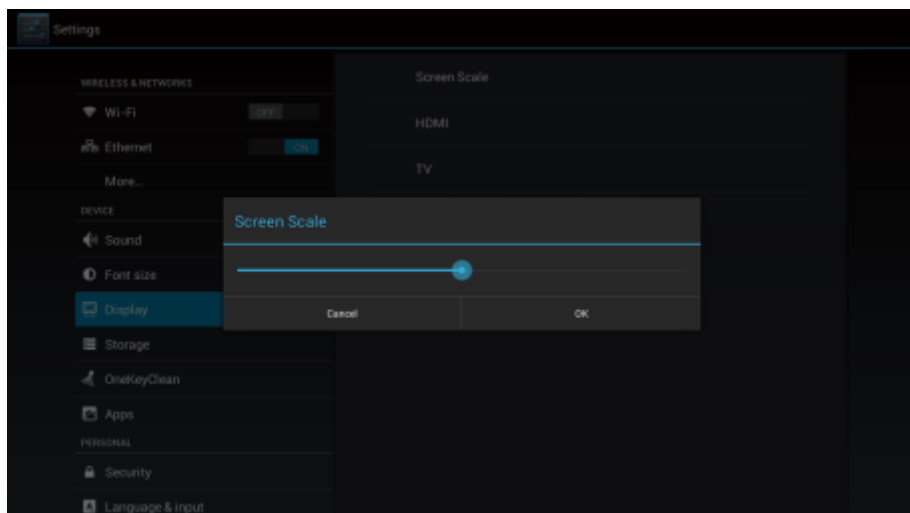 Settings
WIRELESS & NETWORKS
Wi-Fi OFF
Ethernet ON
More...
DEVICE
Sound
Font size
Display
Storage
OneKeyClean
Apps
PERSONAL
Security
Language & input
Screen Scale
HDMI
TV
Screen Scale
Cancel OK